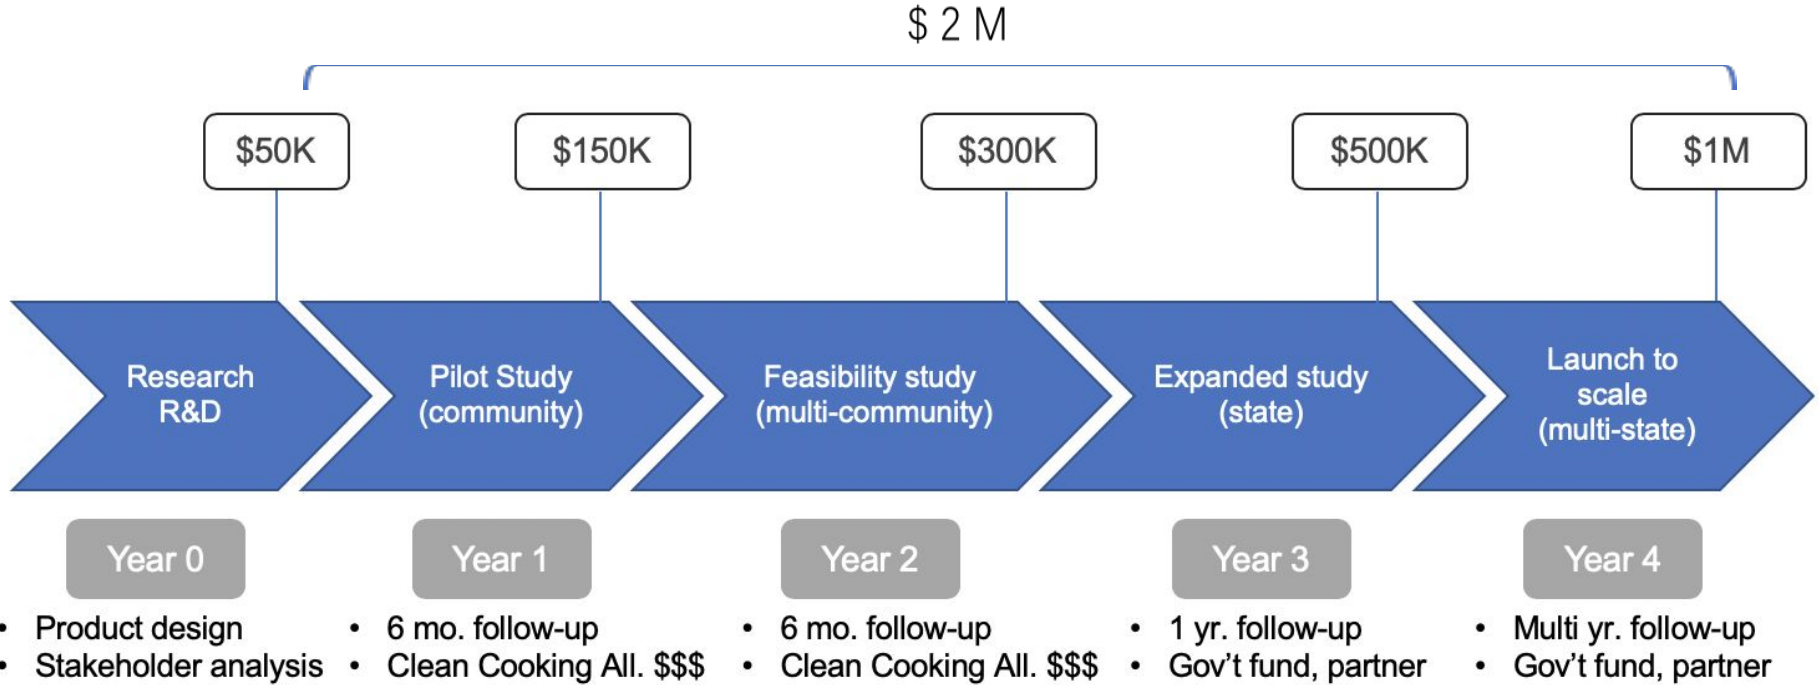 $ 2 M
$50K
$150K
$300K
$500K
$1M
Research
R&D
Pilot Study
(community)
Feasibility study
(multi-community)
Expanded study
(state)
Launch to
scale
(multi-state)
Year 0
Year 1
Year 2
Year 3
Year 4
• Product design
• Stakeholder analysis
• 6 mo. follow-up
• Clean Cooking All. $$$
• 6 mo. follow-up
• Clean Cooking All. $$$
• 1 yr. follow-up
• Gov't fund, partner
• Multi yr. follow-up
• Gov't fund, partner